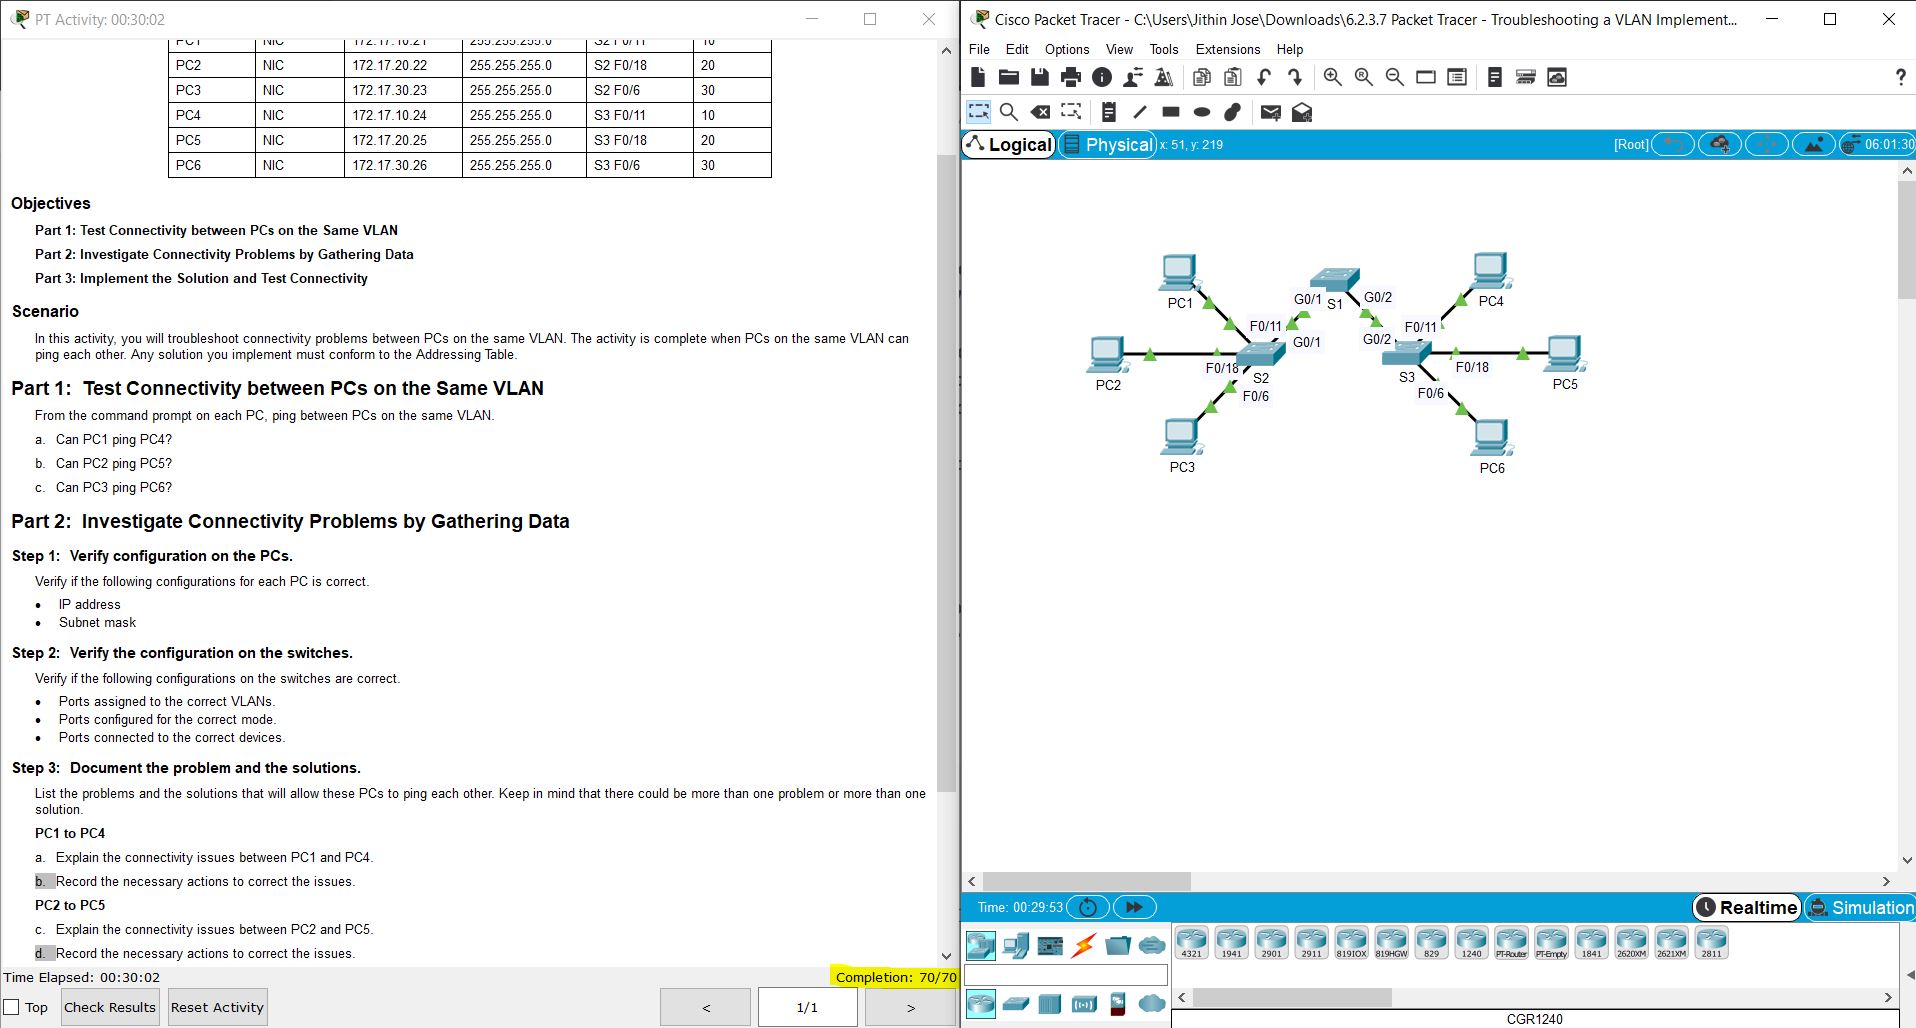 PT Activity: 00:30:02
PC1 NIC 172.17.10.21 255.255.255.0 S2 F0/11 10
PC2 NIC 172.17.20.22 255.255.255.0 S2 F0/18 20
PC3 NIC 172.17.30.23 255.255.255.0 S2 F0/6 30
PC4 NIC 172.17.10.24 255.255.255.0 S3 F0/11 10
PC5 NIC 172.17.20.25 255.255.255.0 S3 F0/18 20
PC6 NIC 172.17.30.26 255.255.255.0 S3 F0/6 30
Objectives
Part 1: Test Connectivity between PCs on the Same VLAN
Part 2: Investigate Connectivity Problems by Gathering Data
Part 3: Implement the Solution and Test Connectivity
Scenario
In this activity, you will troubleshoot connectivity problems between PCs on the same VLAN. The activity is complete when PCs on the same VLAN can
ping each other. Any solution you implement must conform to the Addressing Table.
Part 1: Test Connectivity between PCs on the Same VLAN
From the command prompt on each PC, ping between PCs on the same VLAN.
a. Can PC1 ping PC4?
b. Can PC2 ping PC5?
c. Can PC3 ping PC6?
Part 2: Investigate Connectivity Problems by Gathering Data
Step 1: Verify configuration on the PCs.
Verify if the following configurations for each PC is correct.
• IP address
• Subnet mask
Step 2: Verify the configuration on the switches.
Verify if the following configurations on the switches are correct.
• Ports assigned to the correct VLANs.
• Ports configured for the correct mode.
• Ports connected to the correct devices.
Step 3: Document the problem and the solutions.
List the problems and the solutions that will allow these PCs to ping each other. Keep in mind that there could be more than one problem or more than one
solution.
PC1 to PC4
a. Explain the connectivity issues between PC1 and PC4.
b. Record the necessary actions to correct the issues.
PC2 to PC5
c. Explain the connectivity issues between PC2 and PC5.
d. Record the necessary actions to correct the issues.
Time Elapsed: 00:30:02
Completion: 70/70
Top
Check Results
Reset Activity
<
1/1
>
Cisco Packet Tracer - C:\Users\Jithin Jose\Downloads\6.2.3.7 Packet Tracer - Troubleshooting a VLAN Implement...
File Edit Options View Tools Extensions Help
?
Logical
Physical
x: 51, y: 219
[Root]
06:01:30
PC1
G0/1
S1
G0/2
PC4
F0/11
G0/1
G0/2
F0/11
PC2
F0/18
S2
F0/6
S3
F0/18
F0/6
PC5
PC3
PC6
Time: 00:29:53
Realtime
Simulation
4321 1941 2901 2911 819IOX 819HGW 829 1240 PT-Router PT-Empty 1841 2620XM 2621XM 2811
CGR1240